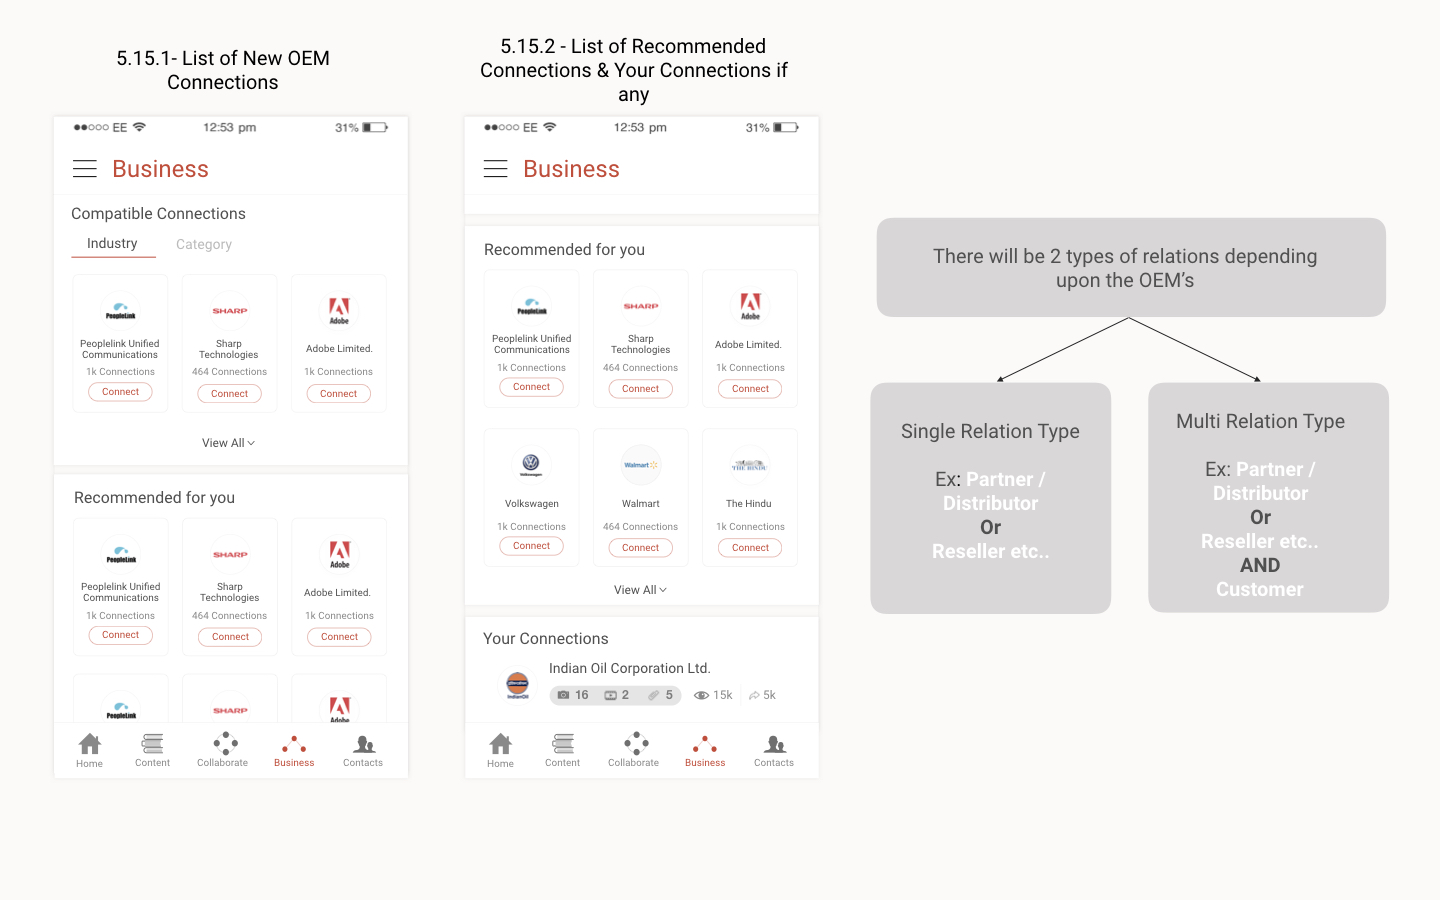 5.15.1- List of New OEM
Connections
●●○○○ EE 12:53 pm 31%
Business
Compatible Connections
Industry Category
PeopleLink SHARP Adobe
Peoplelink Unified
Communications
Sharp
Technologies
Adobe Limited.
1k Connections 464 Connections 1k Connections
Connect Connect Connect
View All
Recommended for you
PeopleLink SHARP Adobe
Peoplelink Unified
Communications
Sharp
Technologies
Adobe Limited.
1k Connections 464 Connections 1k Connections
Connect Connect Connect
PeopleLink SHARP Adobe
Home Content Collaborate Business Contacts
5.15.2 - List of Recommended
Connections & Your Connections if
any
●●○○○ EE 12:53 pm 31%
Business
Recommended for you
PeopleLink SHARP Adobe
Peoplelink Unified
Communications
Sharp
Technologies
Adobe Limited.
1k Connections 464 Connections 1k Connections
Connect Connect Connect
Volkswagen Walmart THE HINDU
Volkswagen Walmart The Hindu
1k Connections 464 Connections 1k Connections
Connect Connect Connect
View All
Your Connections
Indian Oil Corporation Ltd.
IndianOil
16 2 5 15k 5k
Home Content Collaborate Business Contacts
There will be 2 types of relations depending
upon the OEM’s
Single Relation Type
Ex: Partner /
Distributor
Or
Reseller etc..
Multi Relation Type
Ex: Partner /
Distributor
Or
Reseller etc..
AND
Customer